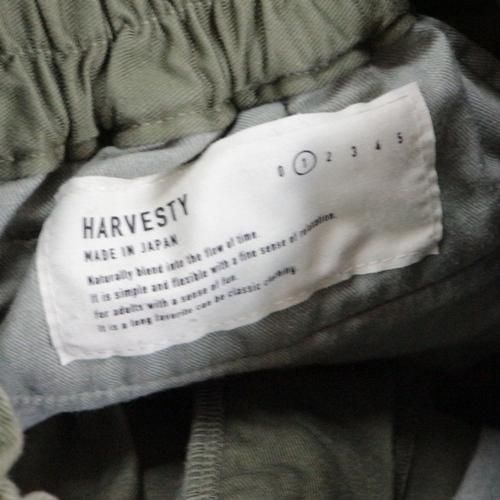 0 1 2 3 4 5
HARVESTY
MADE IN JAPAN
Naturally blend into the flow of time.
It is simple and flexible with a fine sense of relaxation,
for adults with a sense of fun.
It is a long favorite can be classic clothing.